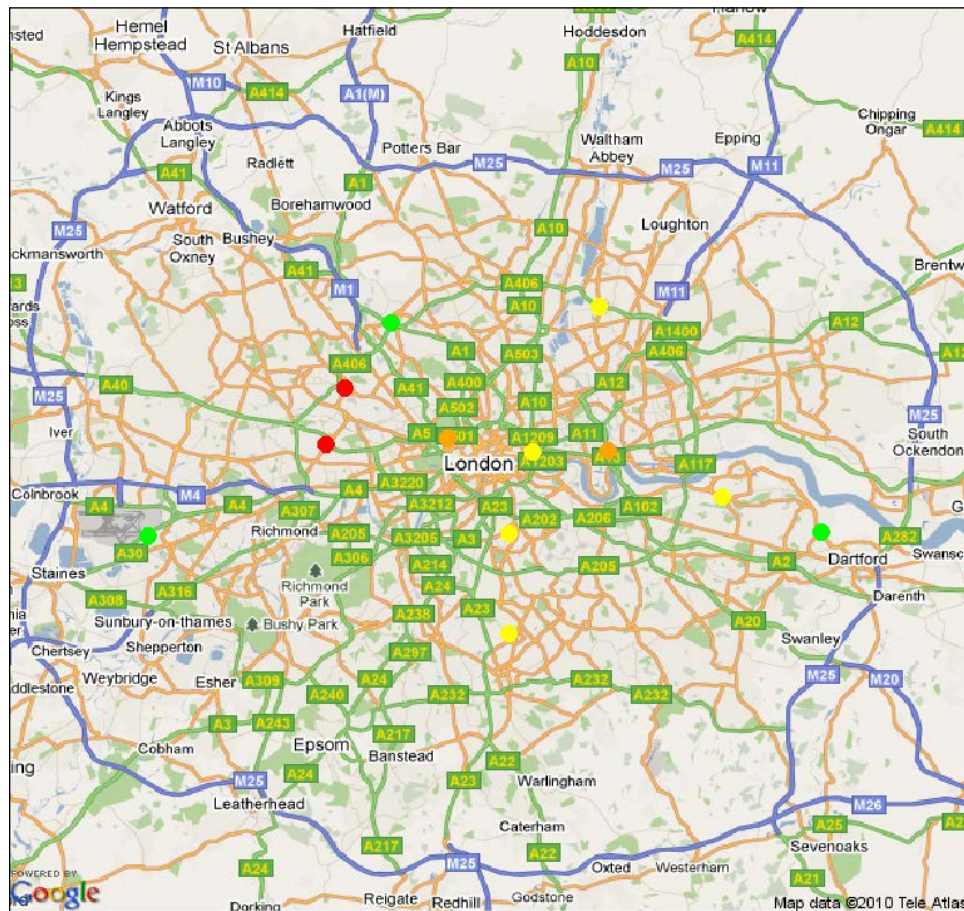 Hemel
Hempstead
St Albans
Hatfield
Hoddesdon
A414
A10
M10
A414
A1(M)
Kings
Langley
Abbots
Langley
Chipping
Ongar
A414
Epping
Waltham
Abbey
Potters Bar
M25
M25
M11
Radlett
A41
A1
Borehamwood
Watford
Loughton
M25
South
Oxney
Bushey
A10
A41
M1
A406
A10
M11
A1400
A406
A12
A1
A503
A406
A40
A41
A400
A12
M25
A502
A10
Iver
A5
A1209
A11
M25
South
Ockendon
London
A1203
A117
Colnbrook
M4
A4
A4
A4
A3220
A307
A3212
A23
A102
Richmond
A205
A202
A206
A30
A306
A3205
A3
A282
Dartford
Staines
A214
A205
A2
Richmond
Park
A24
Darenth
A308
A316
A238
A23
Sunbury-on-thames
Bushy Park
A20
Swanley
Chertsey
Shepperton
A297
Weybridge
Esher
A309
A24
A232
A232
A232
M25
M20
A240
A3
A243
A217
Cobham
Epsom
Banstead
A22
M25
A24
A23
Warlingham
Leatherhead
M26
Caterham
A25
A217
A22
Sevenoaks
M25
Oxted
Westerham
A24
A21
POWERED BY
Google
Dorking
Reigate
Redhill
Godstone
Map data ©2010 Tele Atlas